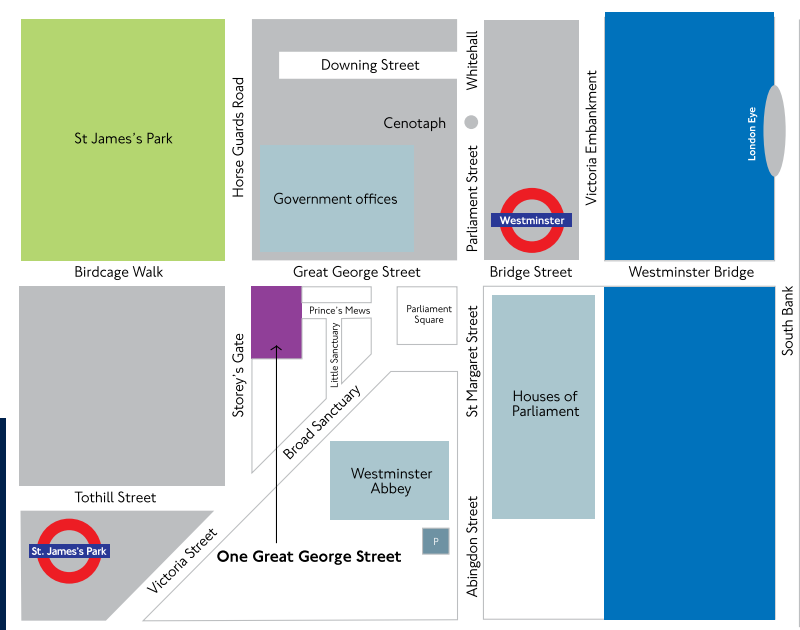 Downing Street
Whitehall
Horse Guards Road
St James's Park
Cenotaph
Victoria Embankment
London Eye
Government offices
Parliament Street
Westminster
Birdcage Walk
Great George Street
Bridge Street
Westminster Bridge
South Bank
Prince's Mews
Parliament
Square
Storey's Gate
Little Sanctuary
St Margaret Street
Houses of
Parliament
Broad Sanctuary
Westminster
Abbey
Tothill Street
St. James's Park
Victoria Street
One Great George Street
P
Abingdon Street